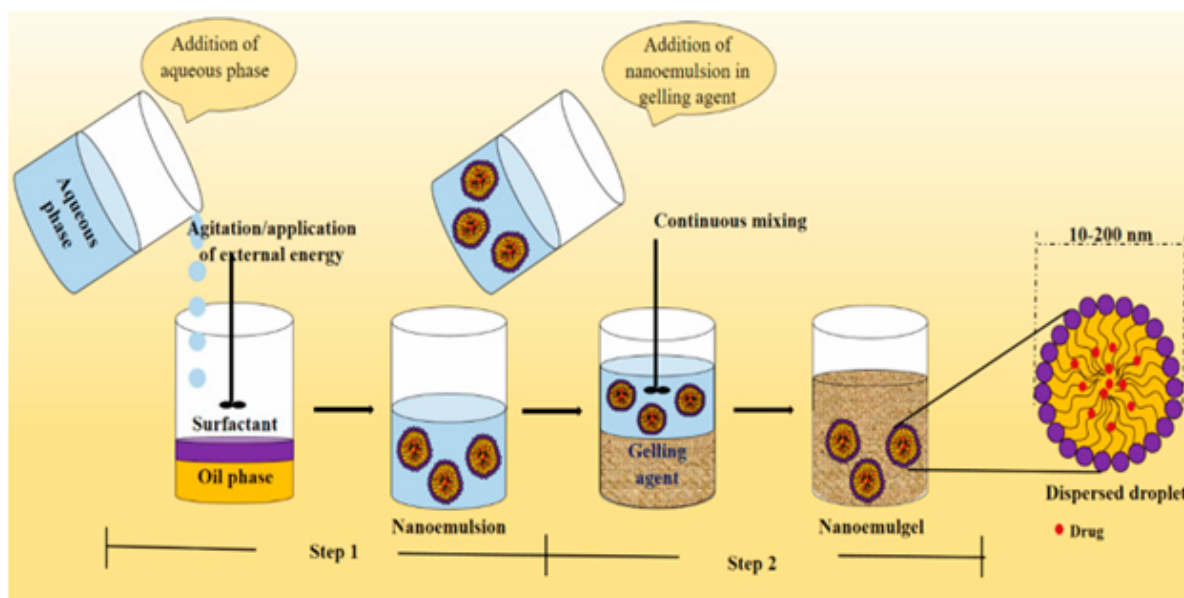 Addition of
aqueous phase
Addition of
nanoemulsion in
gelling agent
Aqueous
phase
Agitation/application
of external energy
Continuous mixing
10-200 nm
Surfactant
Oil phase
Gelling
agent
Nanoemulsion
Nanoemulgel
Dispersed droplet
Drug
Step 1
Step 2